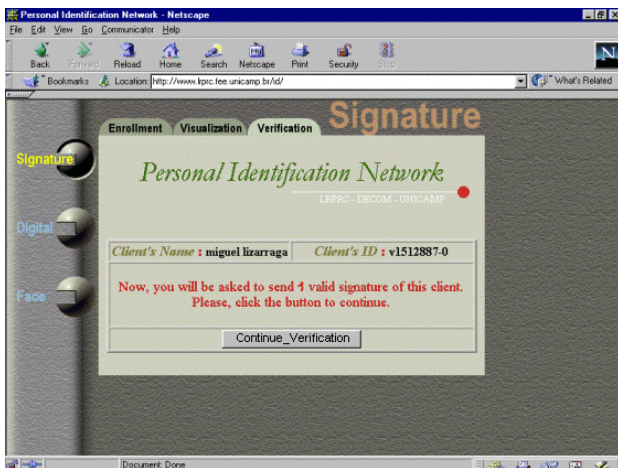 Personal Identification Network - Netscape
File Edit View Go Communicator Help
Back Forward Reload Home Search Netscape Print Security Stop
Bookmarks Location: http://www.lprc.fee.unicamp.br/id/ What's Related
Signature
Enrollment Visualization Verification
Signature
Personal Identification Network
LRPRC - DECOM - UNICAMP
Digital
Client's Name : miguel lizarraga Client's ID : v1512887-0
Face
Now, you will be asked to send 1 valid signature of this client.
Please, click the button to continue.
Continue_Verification
Document: Done